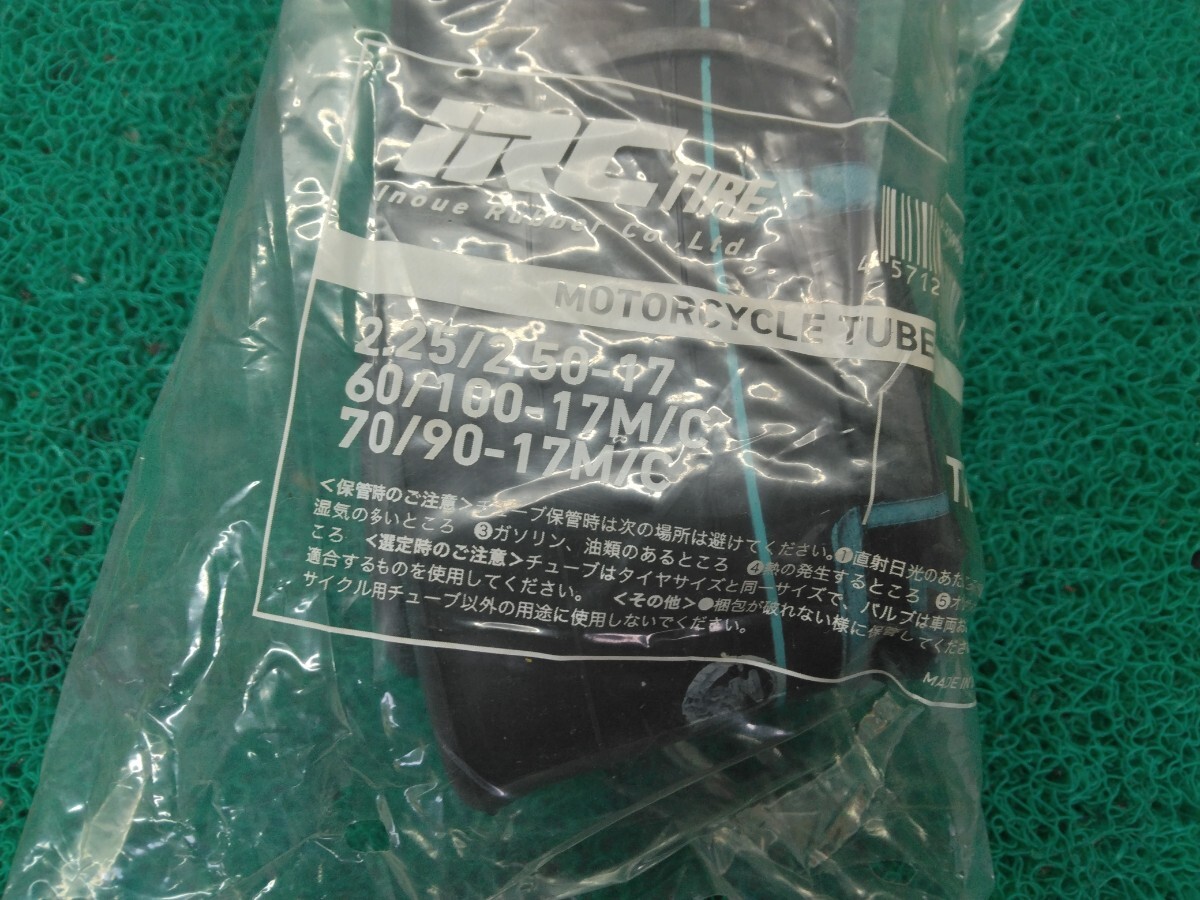 iRC TIRE
Inoue Rubber Co.,Ltd.
MOTORCYCLE TUBE
4 5712
2.25/2.50-17
60/100-17M/C
70/90-17M/C
<保管時のご注意>チューブ保管時は次の場所は避けてください。❶直射日光のあた
湿気の多いところ ❸ガソリン、油類のあるところ ❹熱の発生するところ ❺オ
ころ <選定時のご注意>チューブはタイヤサイズと同一サイズで、バルブは車両
適合するものを使用してください。 <その他>●梱包が破れない様に保管してくださ
サイクル用チューブ以外の用途に使用しないでください。
MADE IN